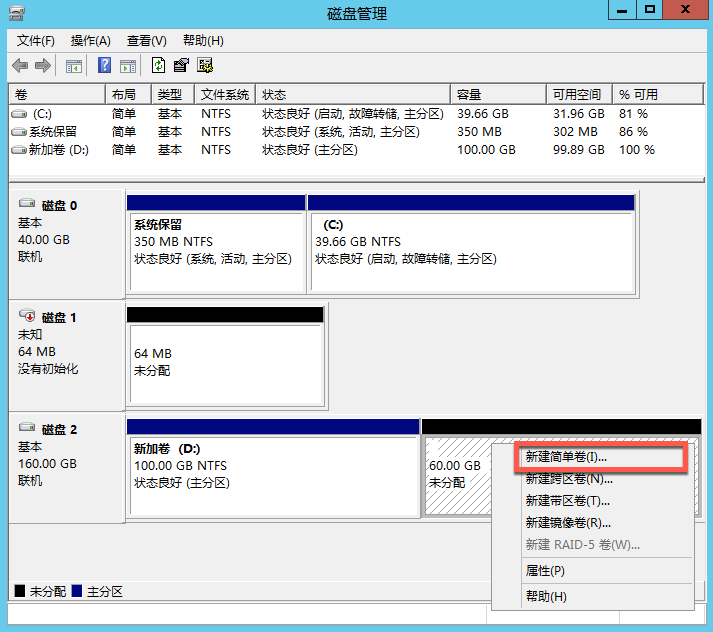 磁盘管理
文件(F) 操作(A) 查看(V) 帮助(H)
卷 布局 类型 文件系统 状态 容量 可用空间 % 可用
(C:) 简单 基本 NTFS 状态良好 (启动, 故障转储, 主分区) 39.66 GB 31.96 GB 81 %
系统保留 简单 基本 NTFS 状态良好 (系统, 活动, 主分区) 350 MB 302 MB 86 %
新加卷 (D:) 简单 基本 NTFS 状态良好 (主分区) 100.00 GB 99.89 GB 100 %
磁盘 0
基本
40.00 GB
联机
系统保留
350 MB NTFS
状态良好 (系统, 活动, 主分区)
(C:)
39.66 GB NTFS
状态良好 (启动, 故障转储, 主分区)
磁盘 1
未知
64 MB
没有初始化
64 MB
未分配
磁盘 2
基本
160.00 GB
联机
新加卷 (D:)
100.00 GB NTFS
状态良好 (主分区)
60.00 GB
未分配
新建简单卷(I)...
新建跨区卷(N)...
新建带区卷(T)...
新建镜像卷(R)...
新建 RAID-5 卷(W)...
属性(P)
帮助(H)
未分配 主分区